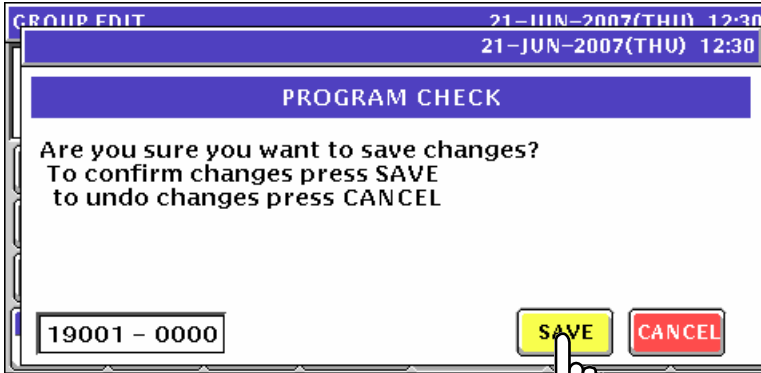 GROUP EDIT 21-JUN-2007(THU) 12:30
21-JUN-2007(THU) 12:30
PROGRAM CHECK
Are you sure you want to save changes?
To confirm changes press SAVE
to undo changes press CANCEL
19001 - 0000 SAVE CANCEL